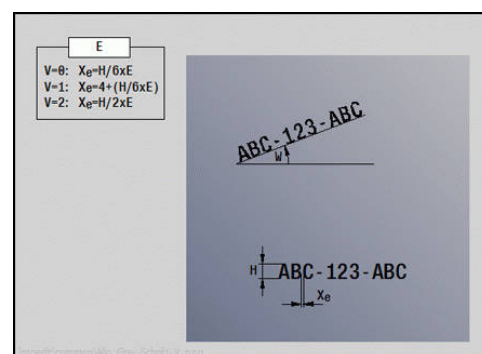 E
V=0: Xe=H/6xE
V=1: Xe=4+(H/6xE)
V=2: Xe=H/2xE
ABC-123-ABC
W
H
ABC-123-ABC
Xe